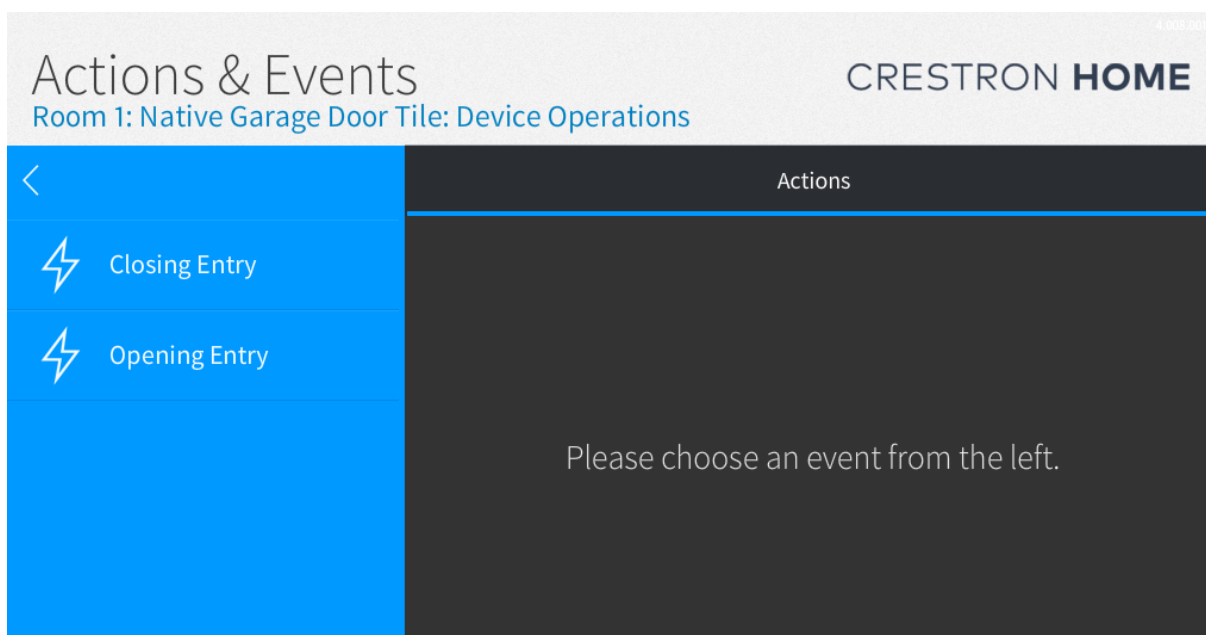 Actions & Events
CRESTRON HOME
Room 1: Native Garage Door Tile: Device Operations
Actions
Closing Entry
Opening Entry
Please choose an event from the left.